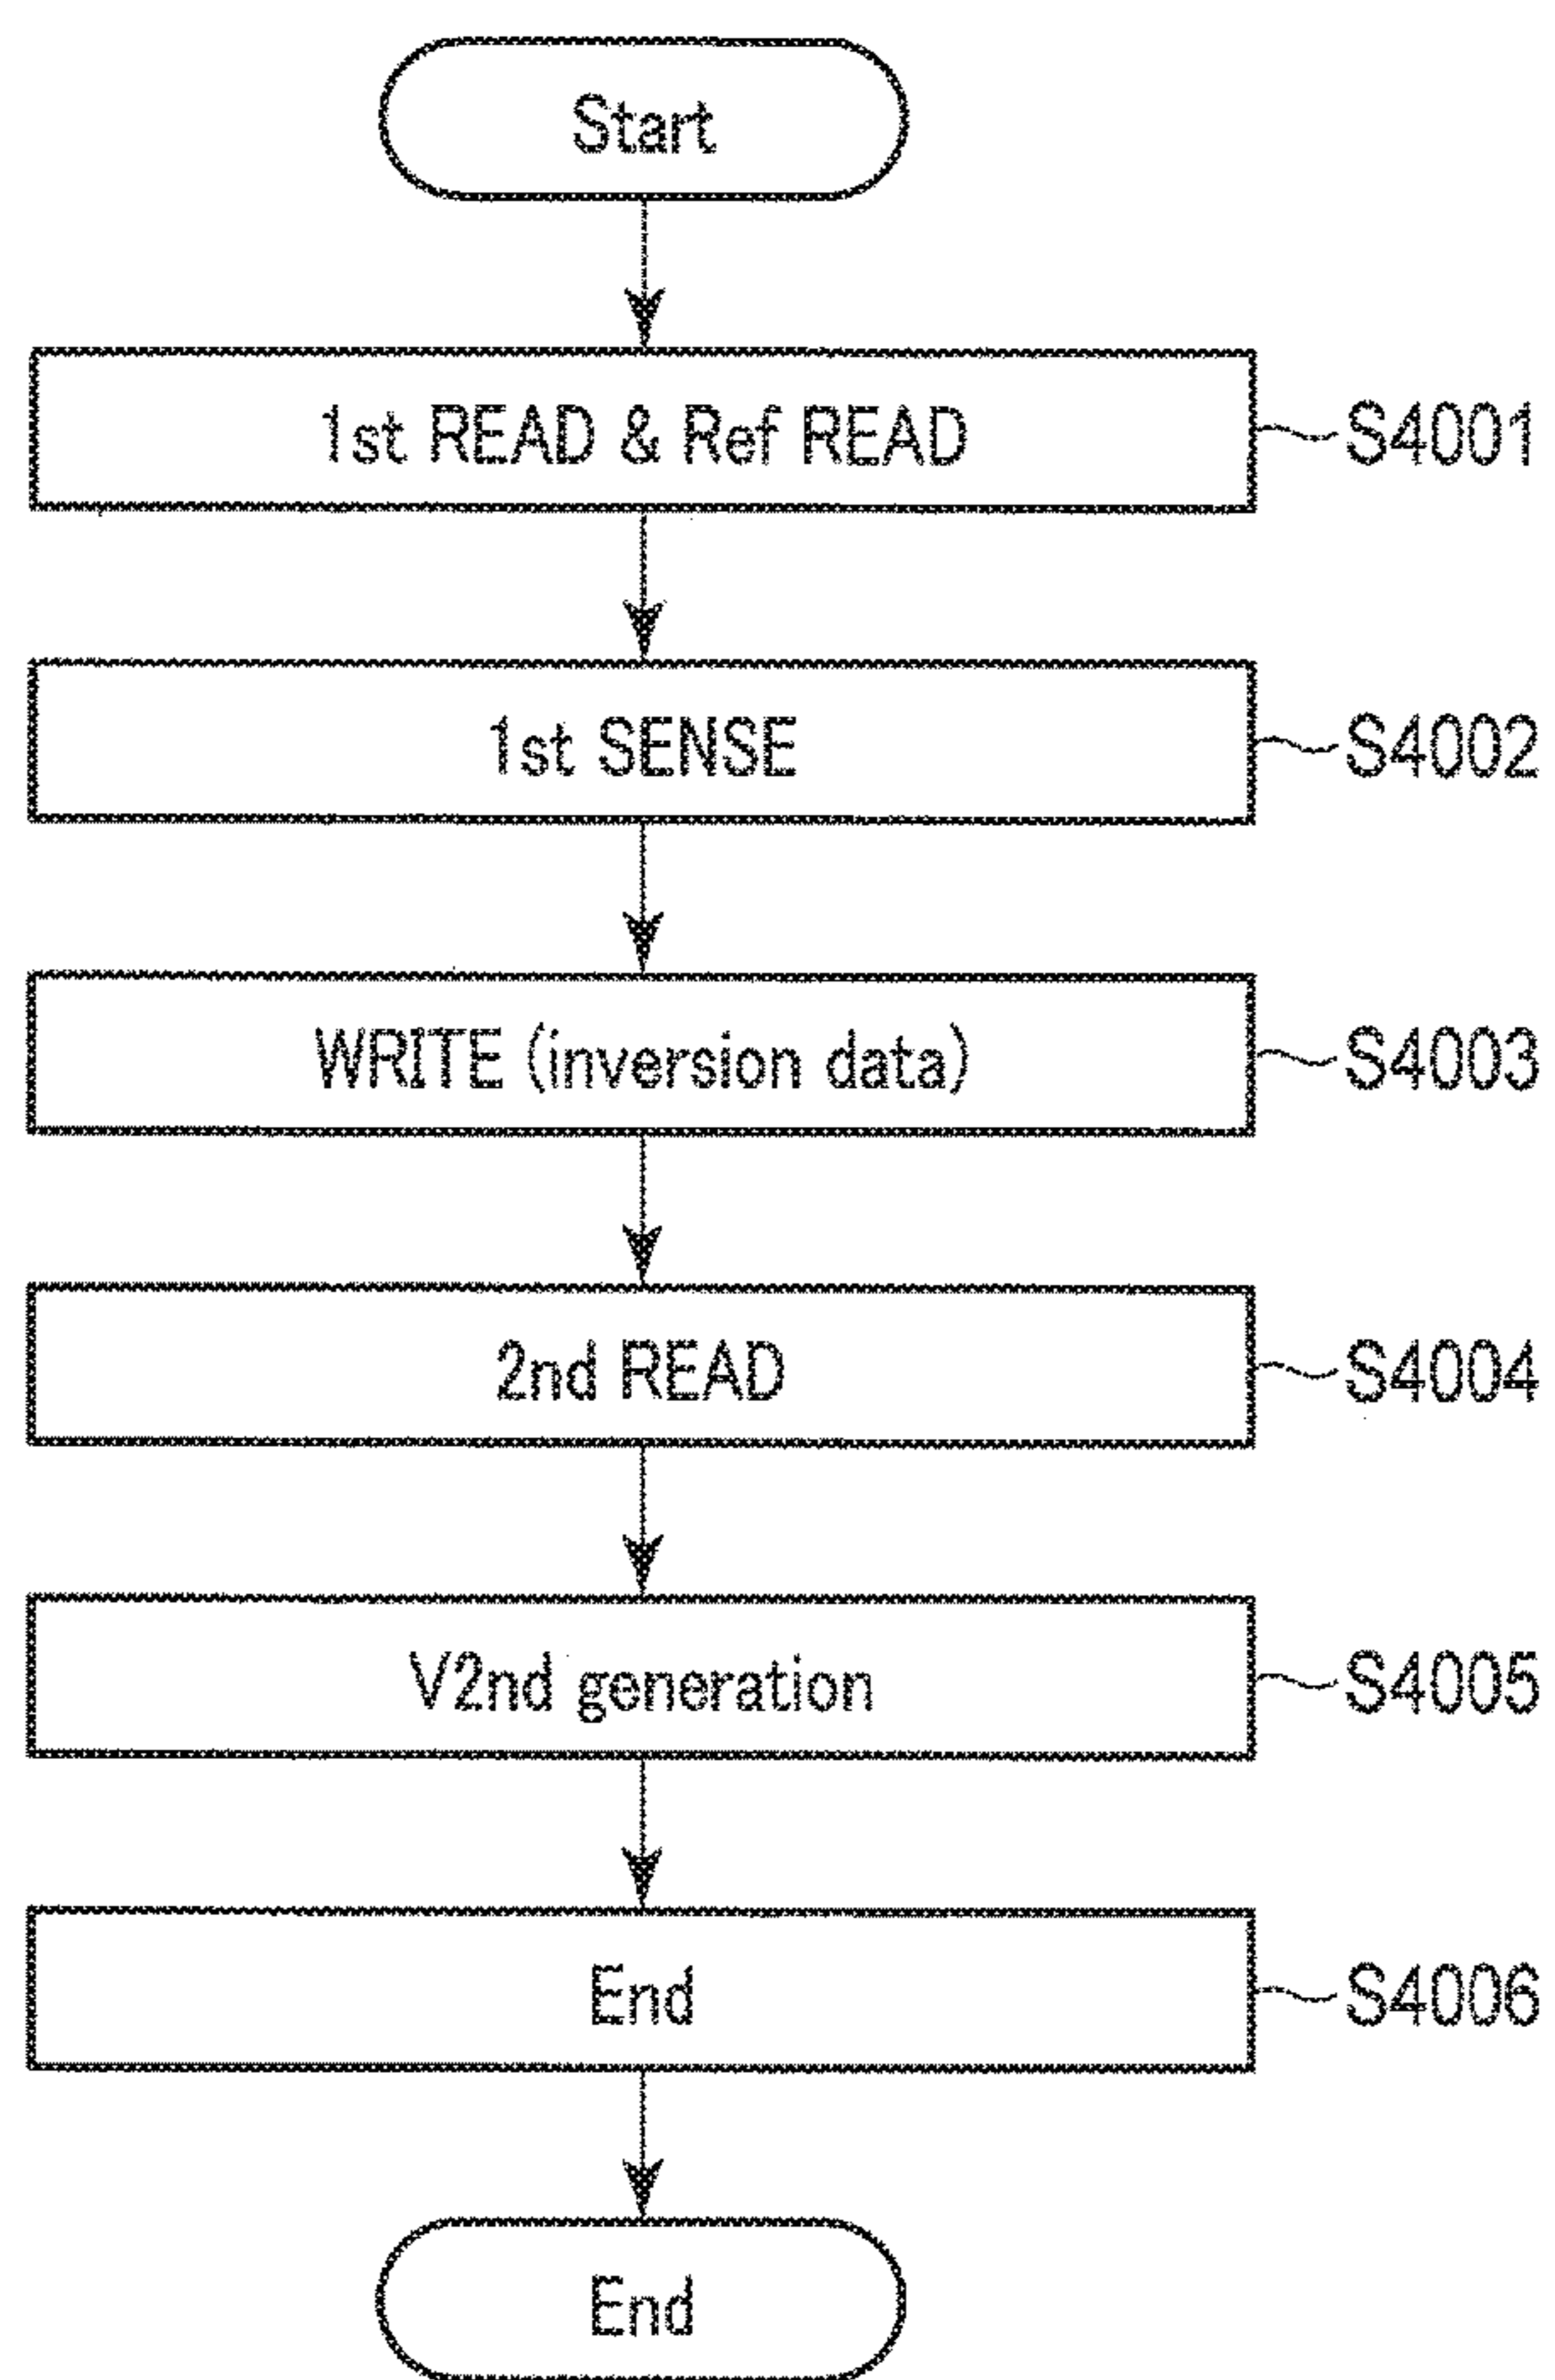 Start
1st READ & Ref READ S4001
1st SENSE S4002
WRITE (inversion data) S4003
2nd READ S4004
V2nd generation S4005
End S4006
End